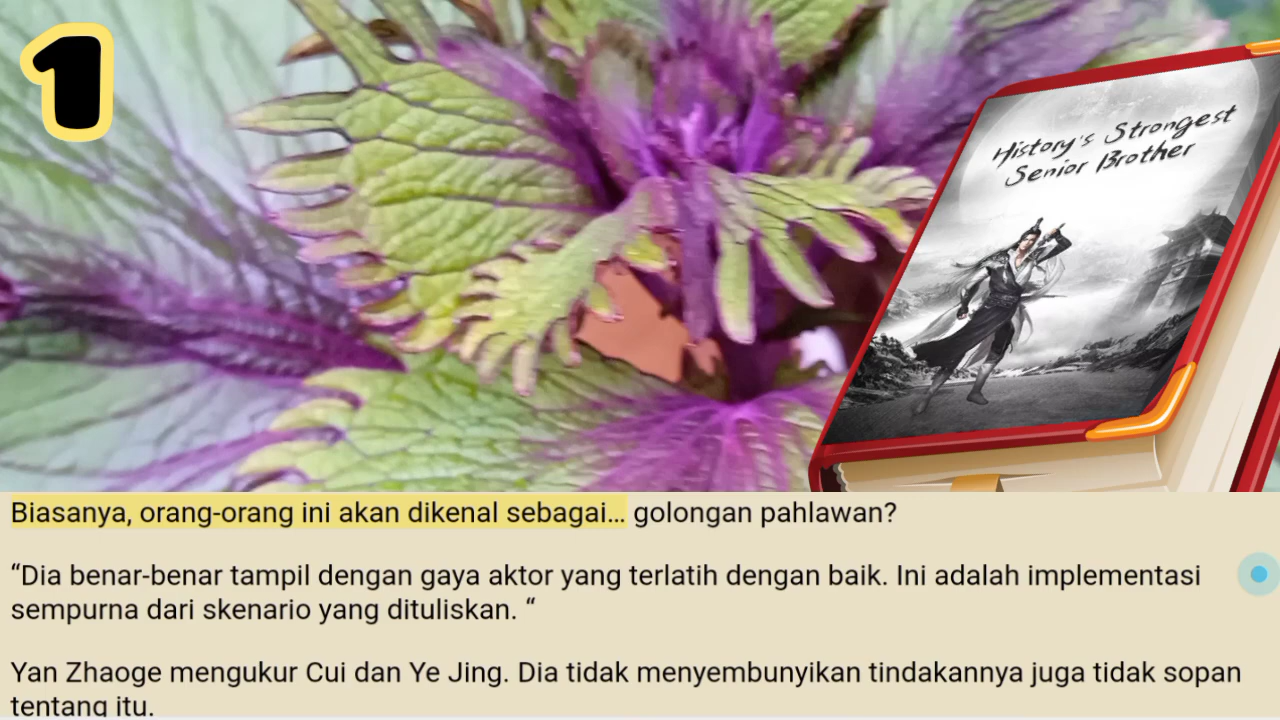 1
History's Strongest
Senior Brother
Biasanya, orang-orang ini akan dikenal sebagai... golongan pahlawan?
“Dia benar-benar tampil dengan gaya aktor yang terlatih dengan baik. Ini adalah implementasi
sempurna dari skenario yang dituliskan. “
Yan Zhaoge mengukur Cui dan Ye Jing. Dia tidak menyembunyikan tindakannya juga tidak sopan
tentang itu.